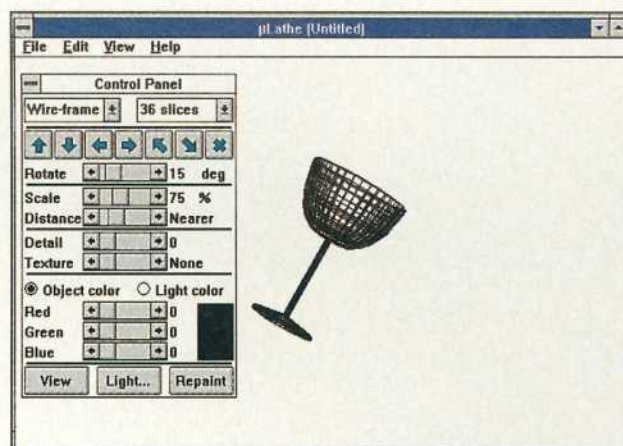 µLathe [Untitled]
File Edit View Help
Control Panel
Wire-frame 36 slices
Rotate 15 deg
Scale 75 %
Distance Nearer
Detail 0
Texture None
Object color Light color
Red 0
Green 0
Blue 0
View Light... Repaint